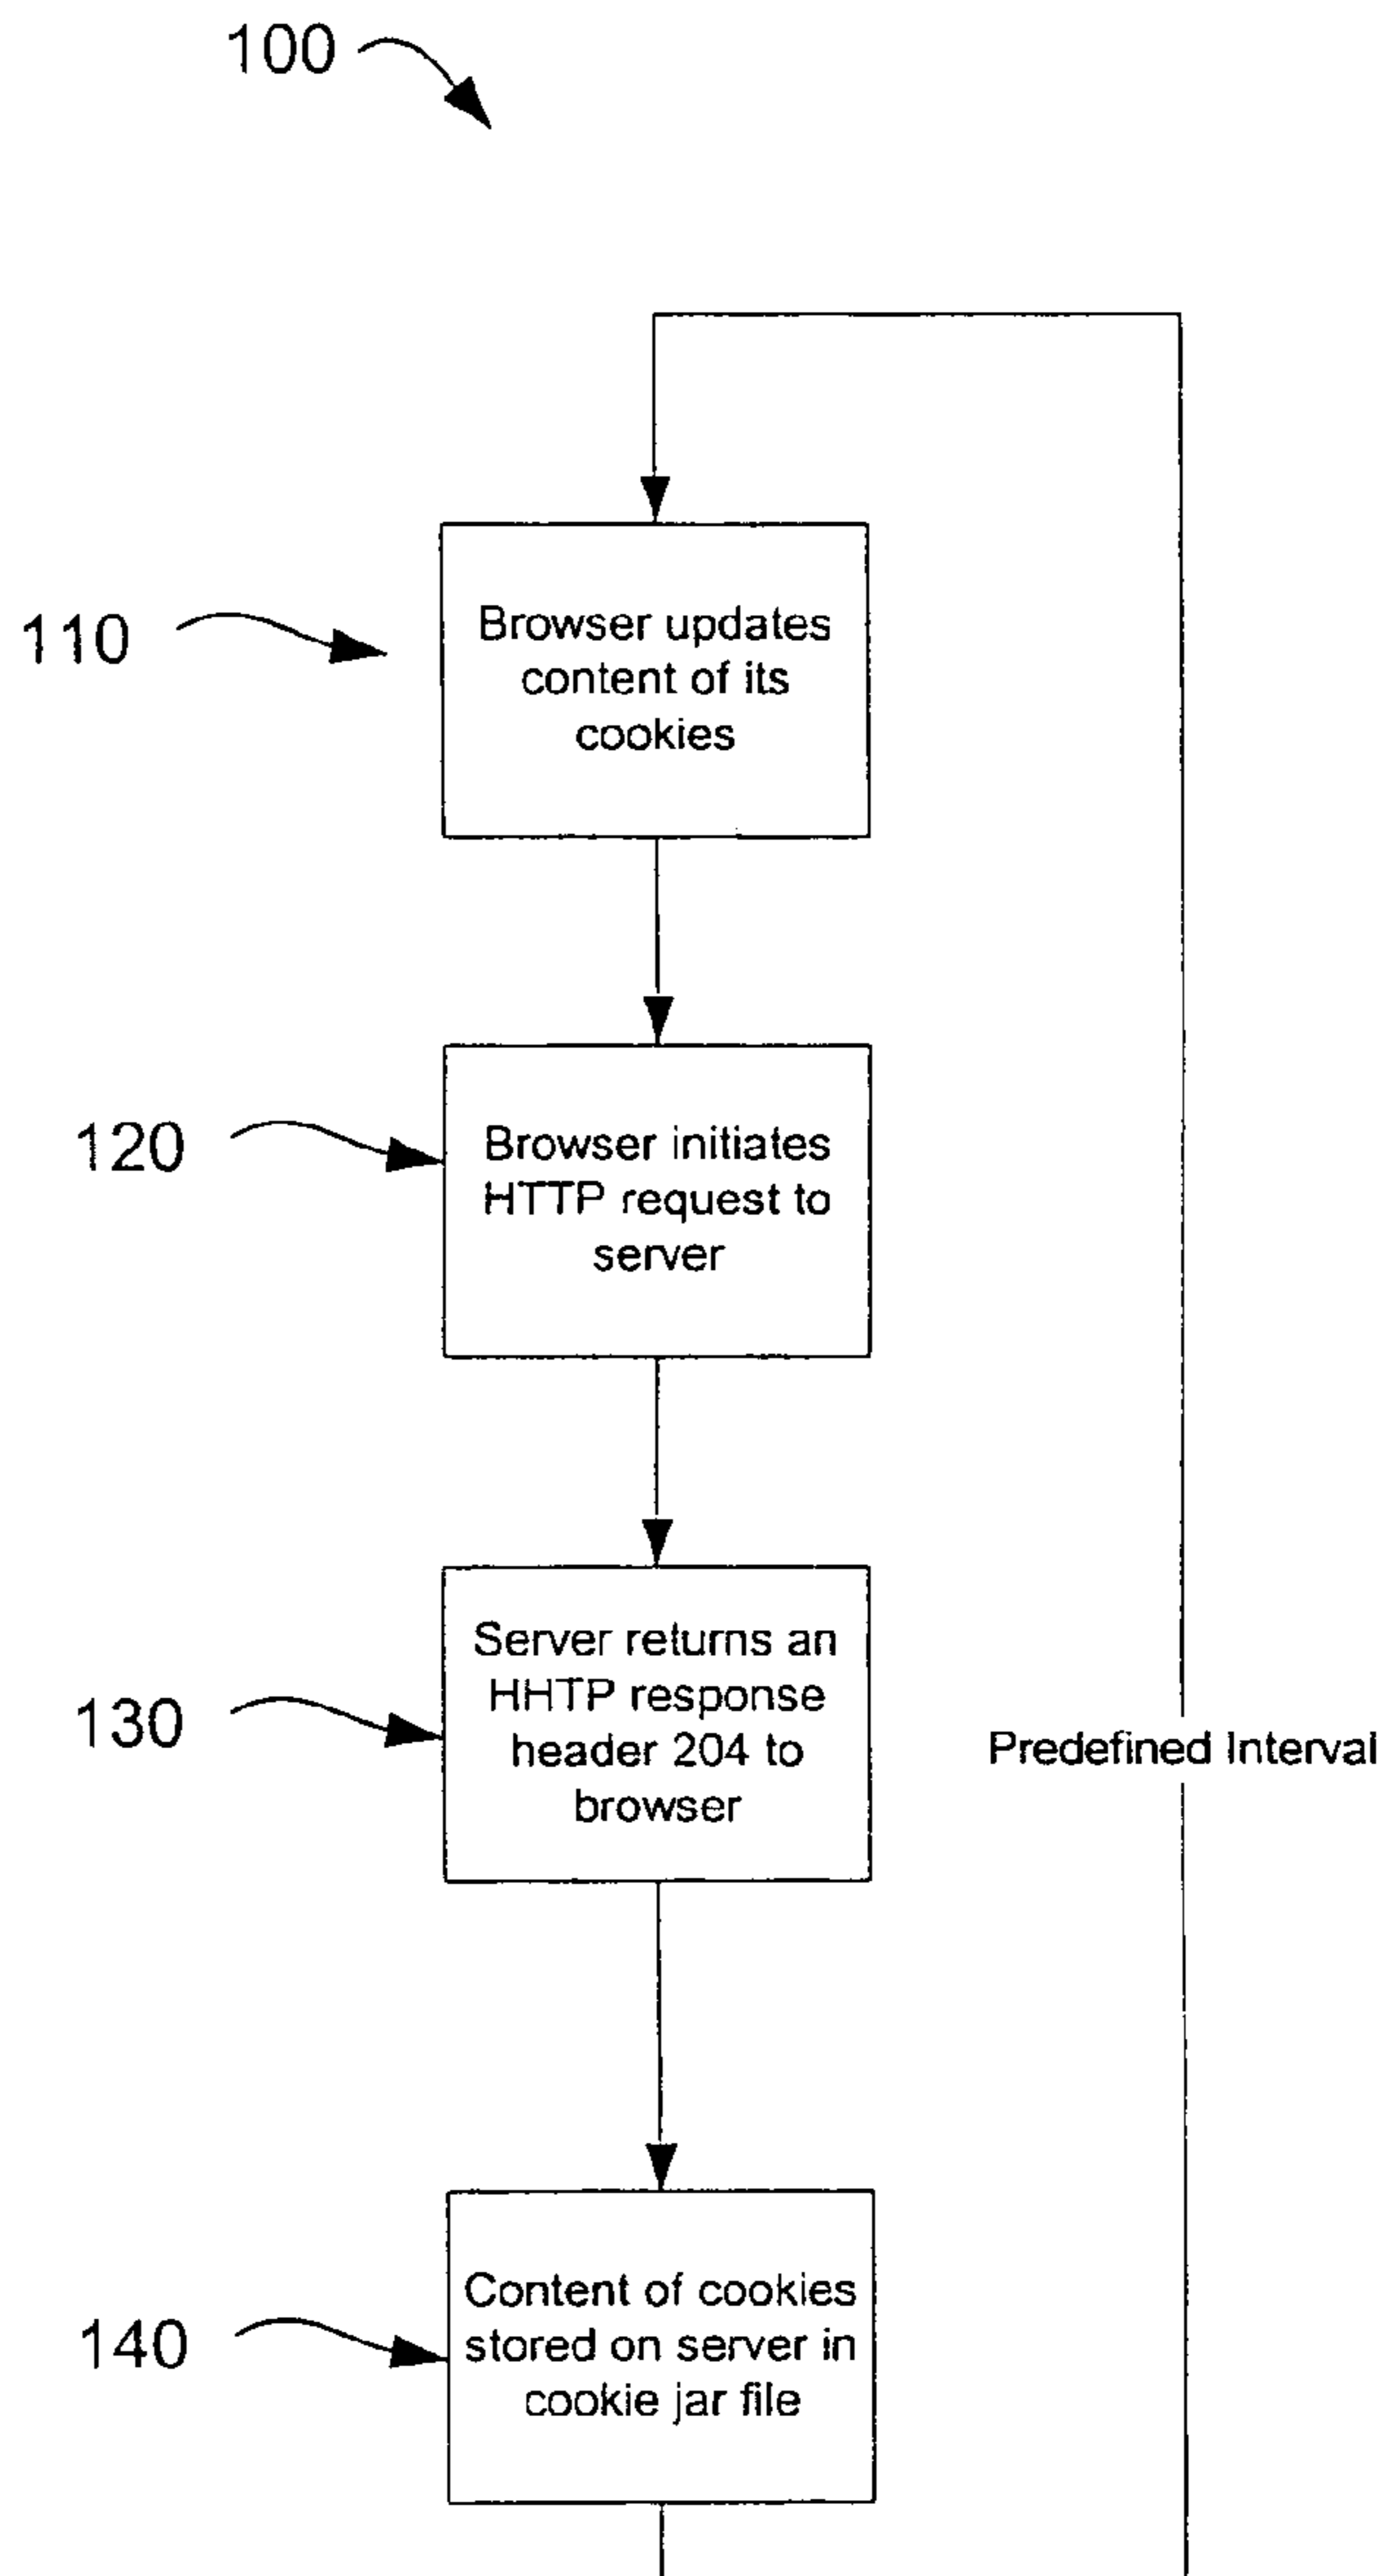 100
110
Browser updates
content of its
cookies
120
Browser initiates
HTTP request to
server
130
Server returns an
HHTP response
header 204 to
browser
Predefined Interval
140
Content of cookies
stored on server in
cookie jar file